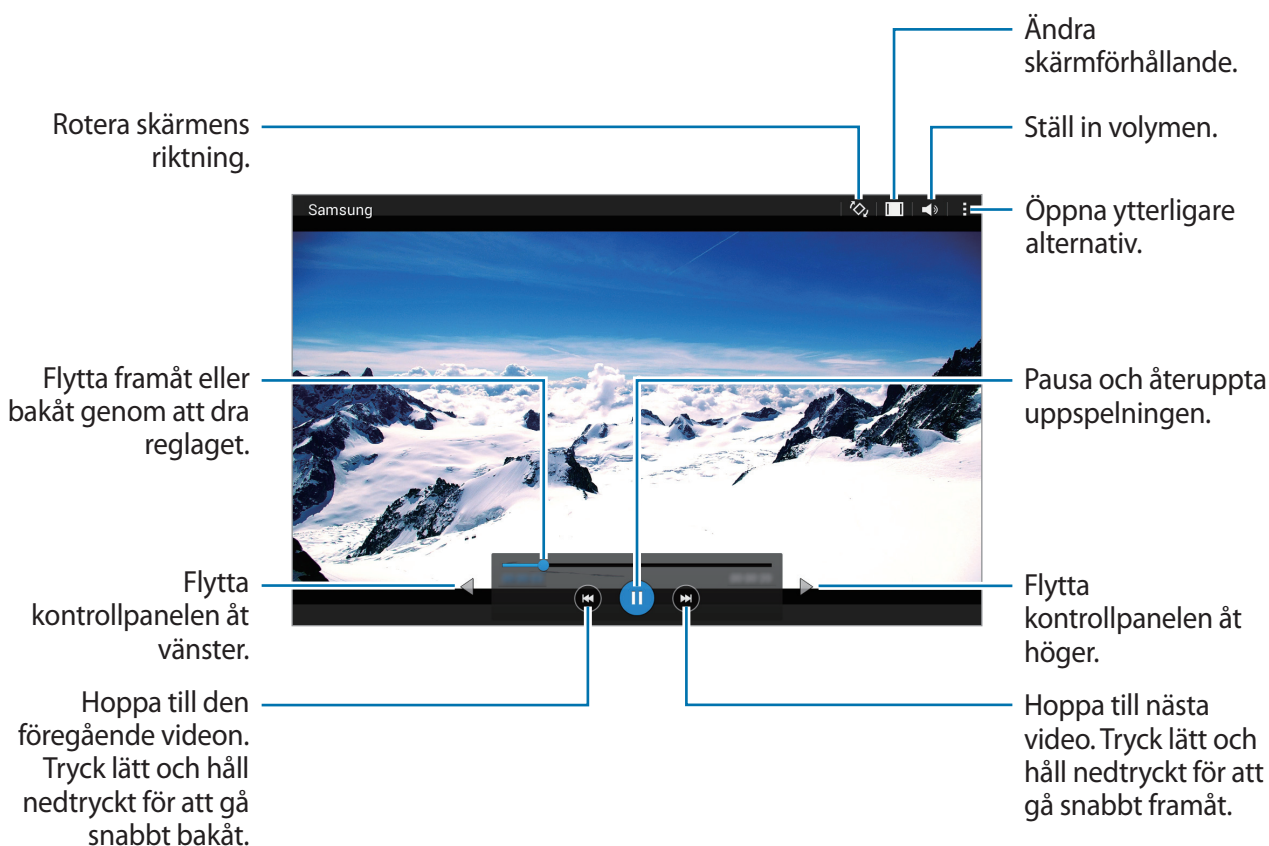 Ändra
skärmförhållande.
Rotera skärmens
riktning.
Ställ in volymen.
Samsung
Öppna ytterligare
alternativ.
Flytta framåt eller
bakåt genom att dra
reglaget.
Pausa och återuppta
uppspelningen.
Flytta
kontrollpanelen åt
vänster.
Flytta
kontrollpanelen åt
höger.
Hoppa till den
föregående videon.
Tryck lätt och håll
nedtryckt för att gå
snabbt bakåt.
Hoppa till nästa
video. Tryck lätt och
håll nedtryckt för att
gå snabbt framåt.